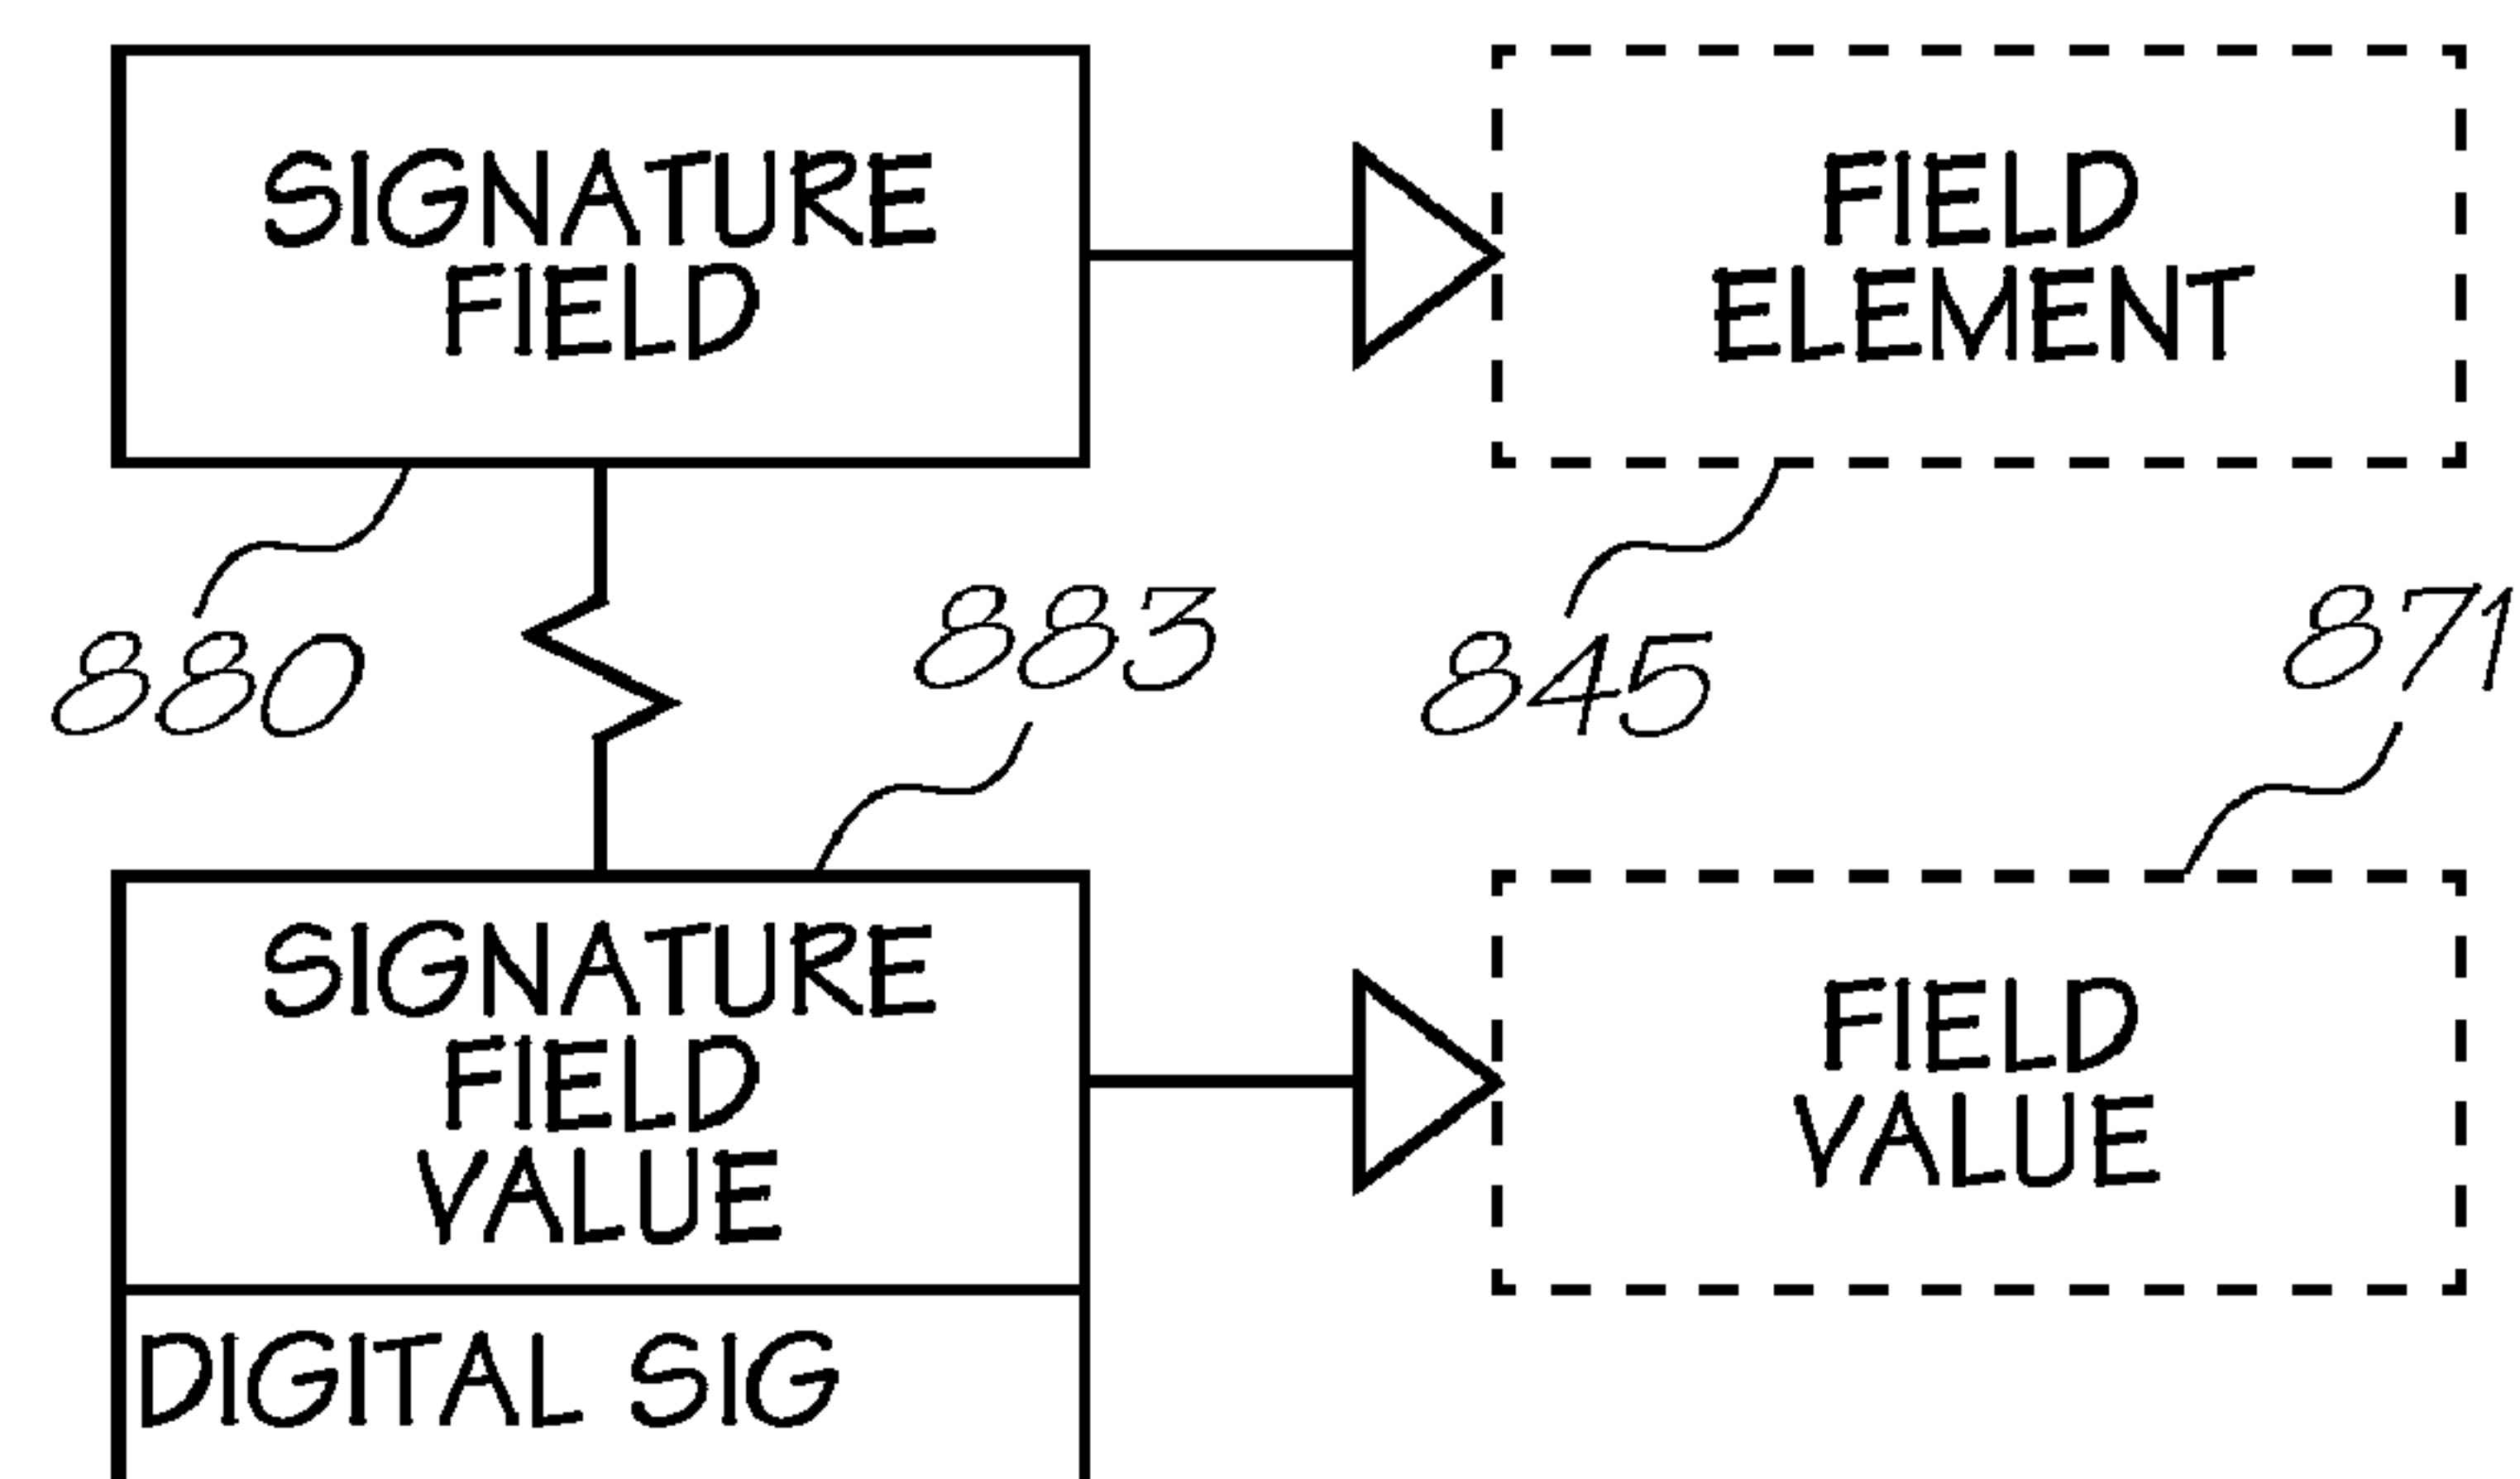 SIGNATURE
FIELD
FIELD
ELEMENT
880
883
845
871
SIGNATURE
FIELD
VALUE
FIELD
VALUE
DIGITAL SIG